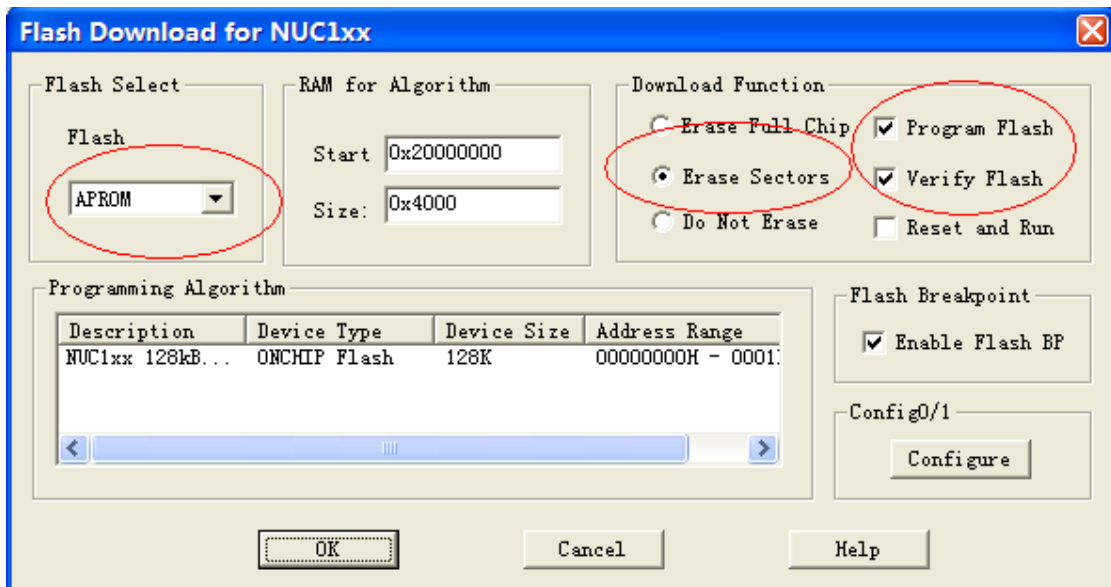 Flash Download for NUC1xx
Flash Select
Flash
APROM
RAM for Algorithm
Start 0x20000000
Size: 0x4000
Download Function
Erase Full Chip
Erase Sectors
Do Not Erase
Program Flash
Verify Flash
Reset and Run
Programming Algorithm
Description Device Type Device Size Address Range
NUC1xx 128kB... ONCHIP Flash 128K 00000000H - 0001
Flash Breakpoint
Enable Flash BP
Config0/1
Configure
OK Cancel Help